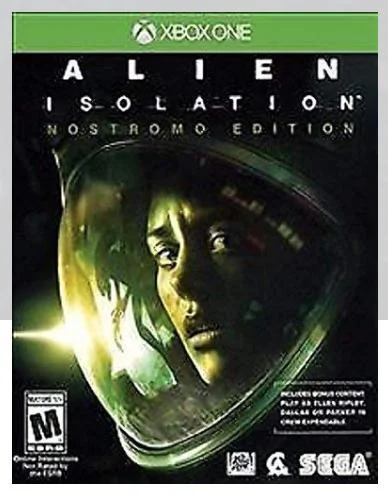 XBOX ONE
ALIEN
ISOLATION™
NOSTROMO EDITION
INCLUDES BONUS CONTENT
PLAY AS ELLEN RIPLEY,
DALLAS OR PARKER IN
CREW EXPENDABLE
MATURE 17+
M
ESRB
Online Interactions
Not Rated by
the ESRB
SEGA